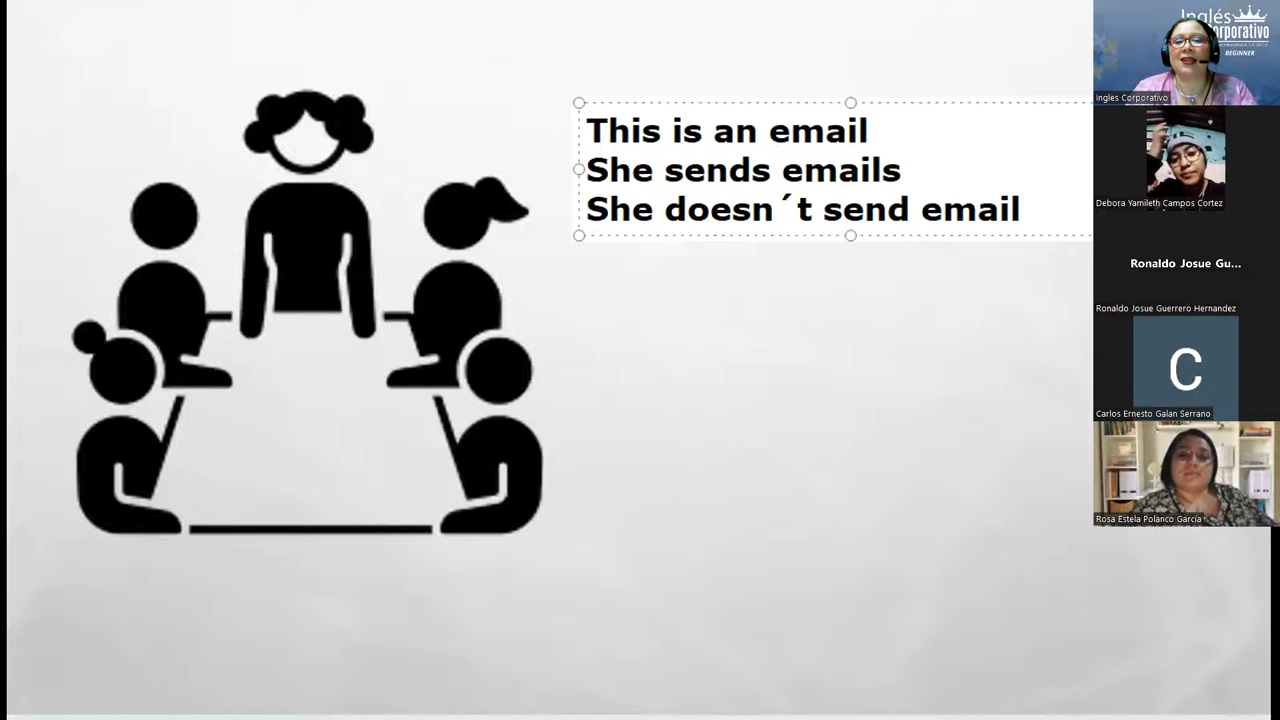 This is an email
She sends emails
She doesn´t send email
Inglés
Corporativo
BEGINNER
Ingles Corporativo
Debora Yamileth Campos Cortez
Ronaldo Josue Gu...
Ronaldo Josue Guerrero Hernandez
C
Carlos Ernesto Galan Serrano
Rosa Estela Polanco García